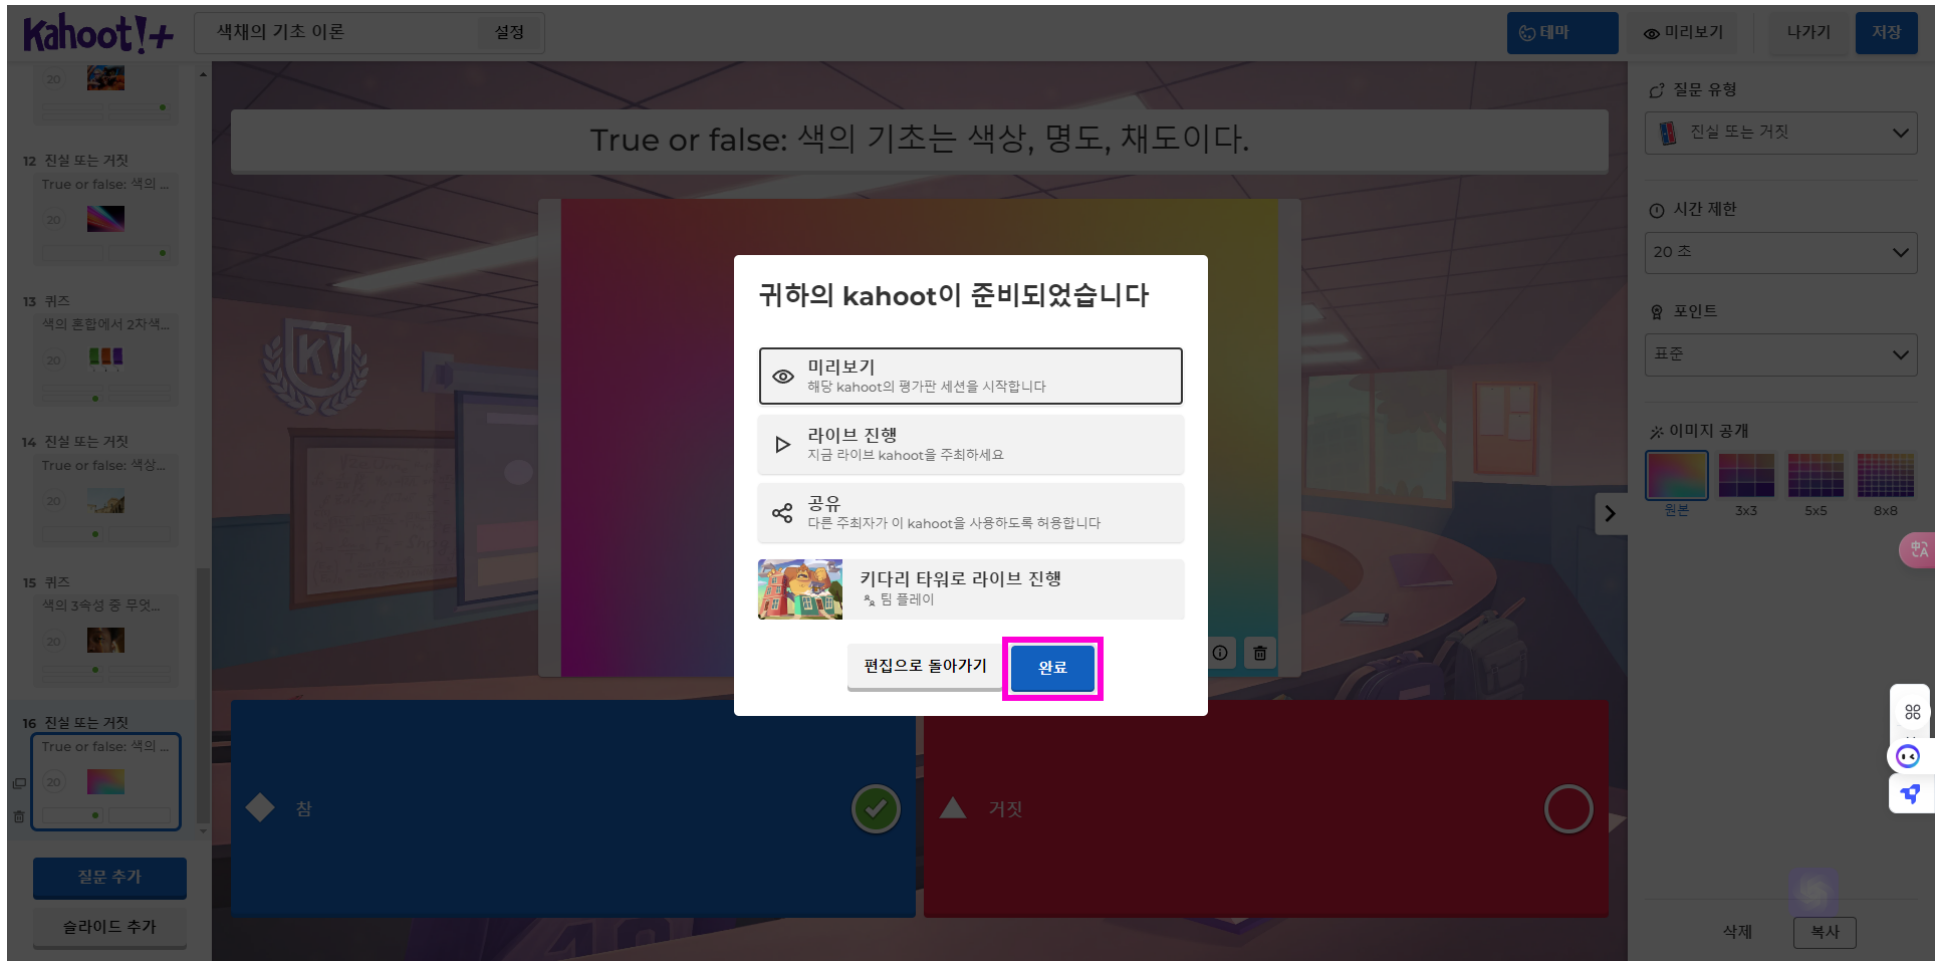 Kahoot!+
색채의 기초 이론
설정
테마
미리보기
나가기
저장
20
12 진실 또는 거짓
True or false: 색의 ...
20
13 퀴즈
색의 혼합에서 2차색...
20
14 진실 또는 거짓
True or false: 색상...
20
15 퀴즈
색의 3속성 중 무엇...
20
16 진실 또는 거짓
True or false: 색의 ...
20
질문 추가
슬라이드 추가
True or false: 색의 기초는 색상, 명도, 채도이다.
귀하의 kahoot이 준비되었습니다
미리보기
해당 kahoot의 평가판 세션을 시작합니다
라이브 진행
지금 라이브 kahoot을 주최하세요
공유
다른 주최자가 이 kahoot을 사용하도록 허용합니다
키다리 타워로 라이브 진행
팀 플레이
편집으로 돌아가기
완료
참
거짓
질문 유형
진실 또는 거짓
시간 제한
20 초
포인트
표준
이미지 공개
원본
3x3
5x5
8x8
삭제
복사